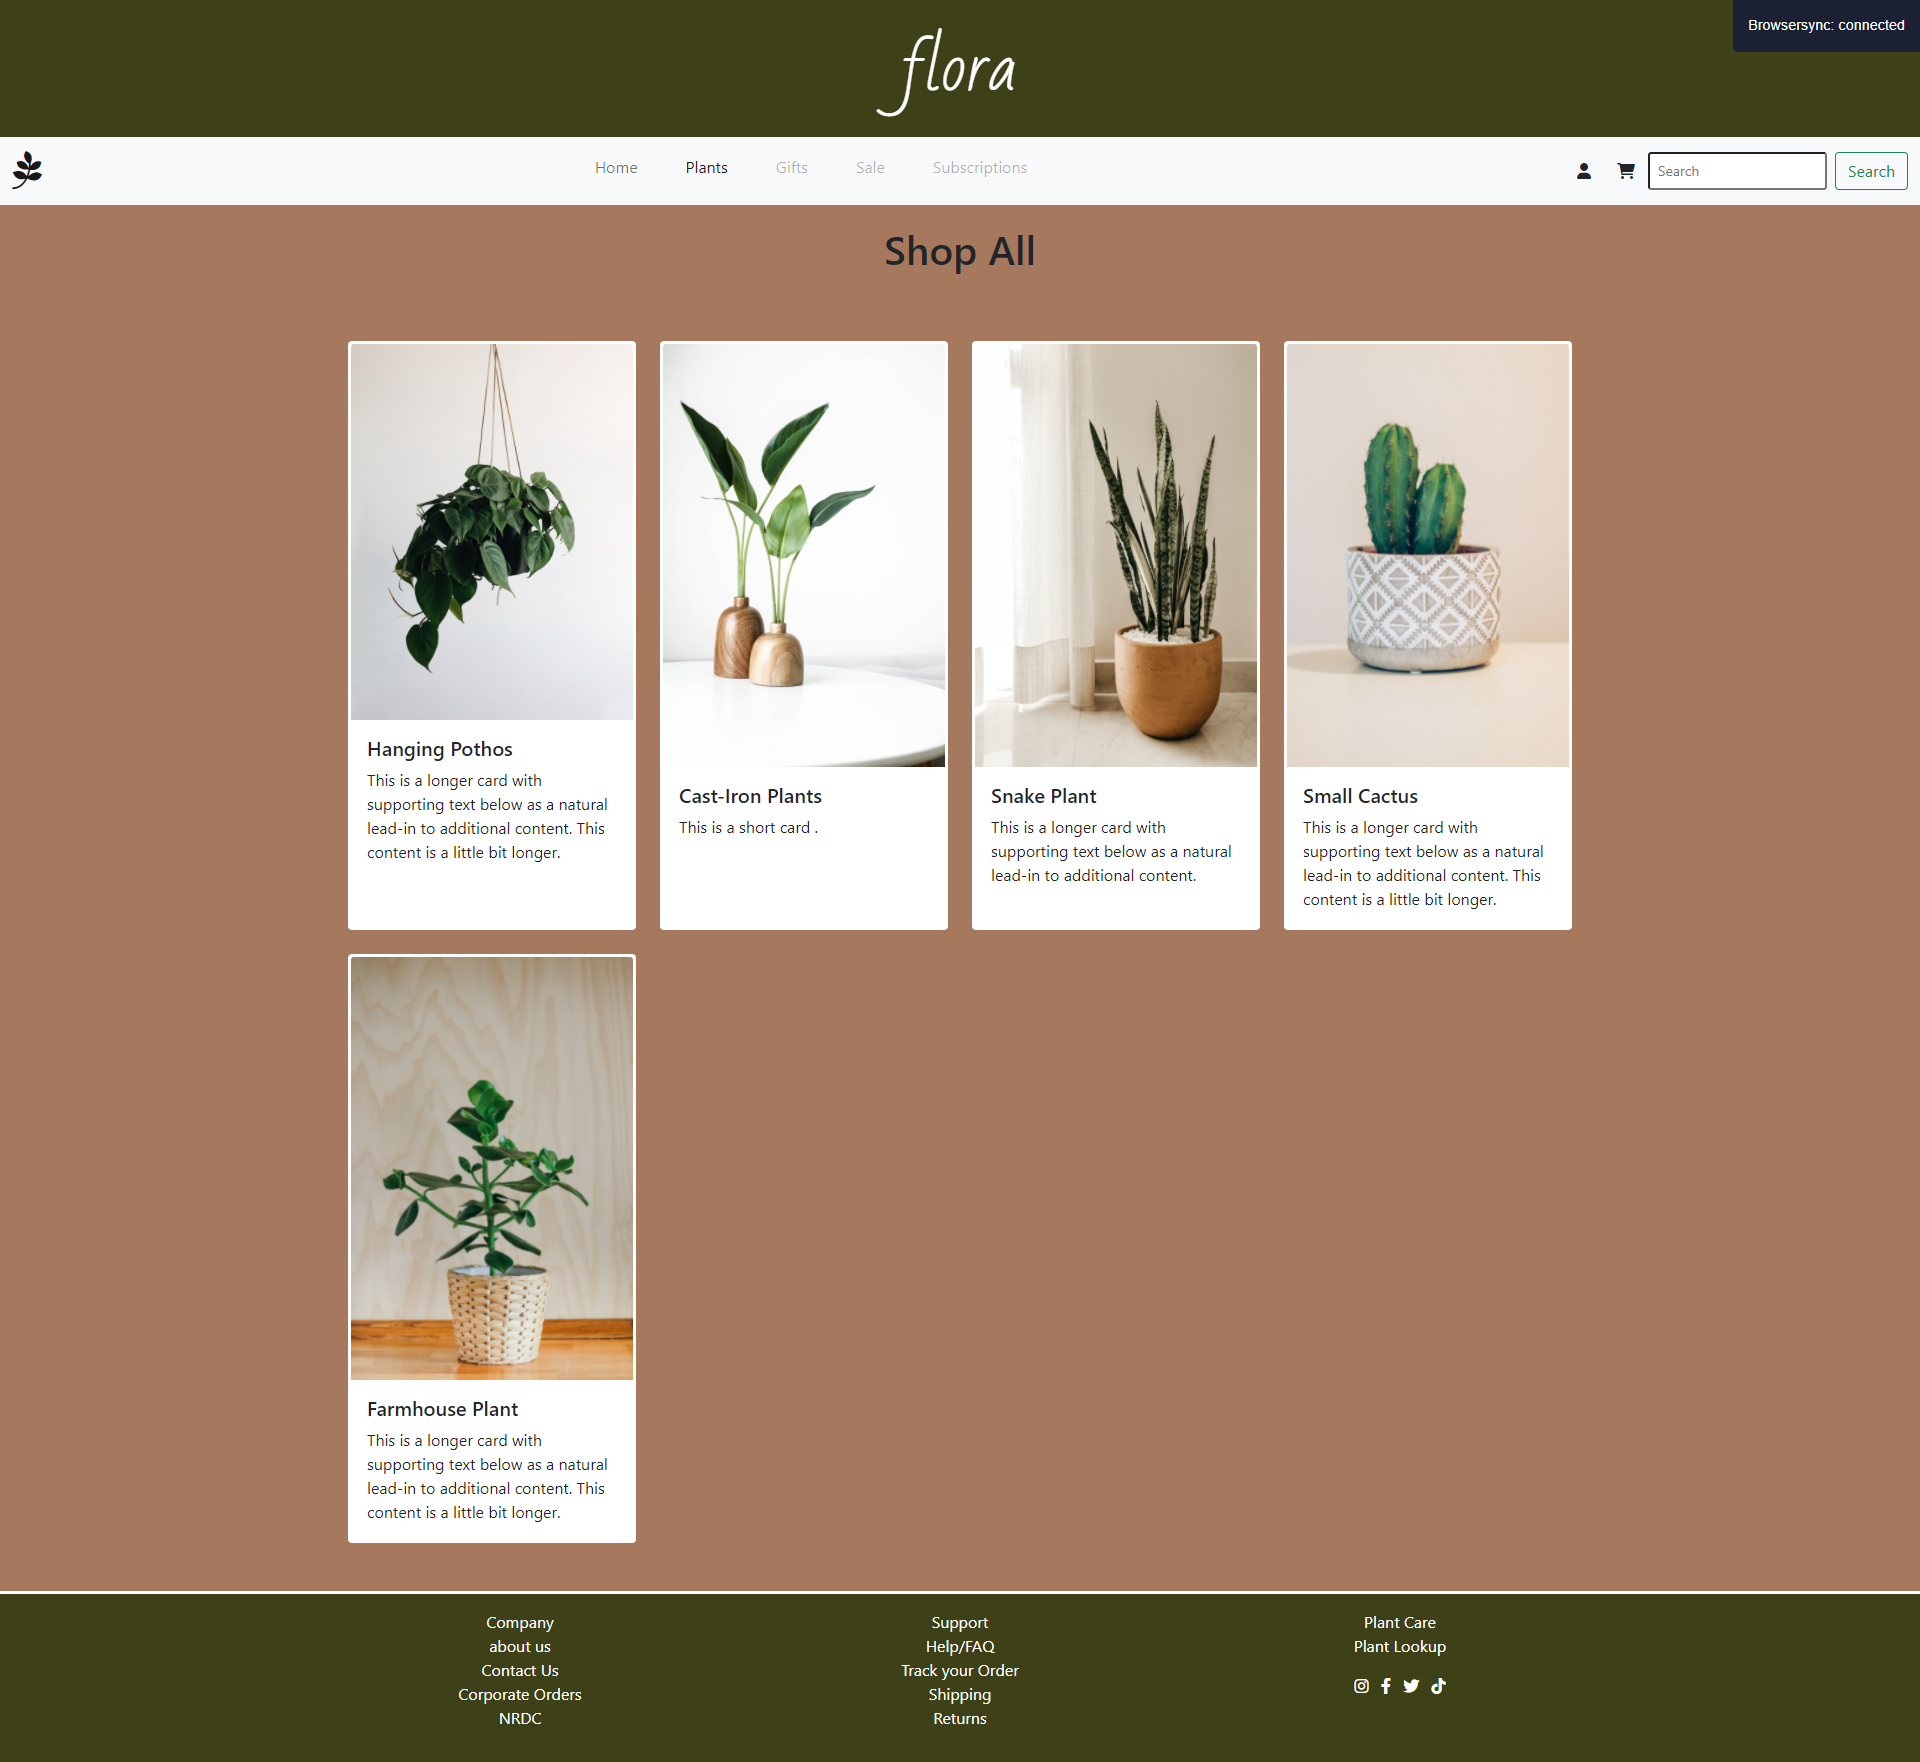 flora
Browsersync: connected
Home Plants Gifts Sale Subscriptions Search Search
Shop All
Hanging Pothos
This is a longer card with
supporting text below as a natural
lead-in to additional content. This
content is a little bit longer.
Cast-Iron Plants
This is a short card .
Snake Plant
This is a longer card with
supporting text below as a natural
lead-in to additional content.
Small Cactus
This is a longer card with
supporting text below as a natural
lead-in to additional content. This
content is a little bit longer.
Farmhouse Plant
This is a longer card with
supporting text below as a natural
lead-in to additional content. This
content is a little bit longer.
Company
about us
Contact Us
Corporate Orders
NRDC
Support
Help/FAQ
Track your Order
Shipping
Returns
Plant Care
Plant Lookup